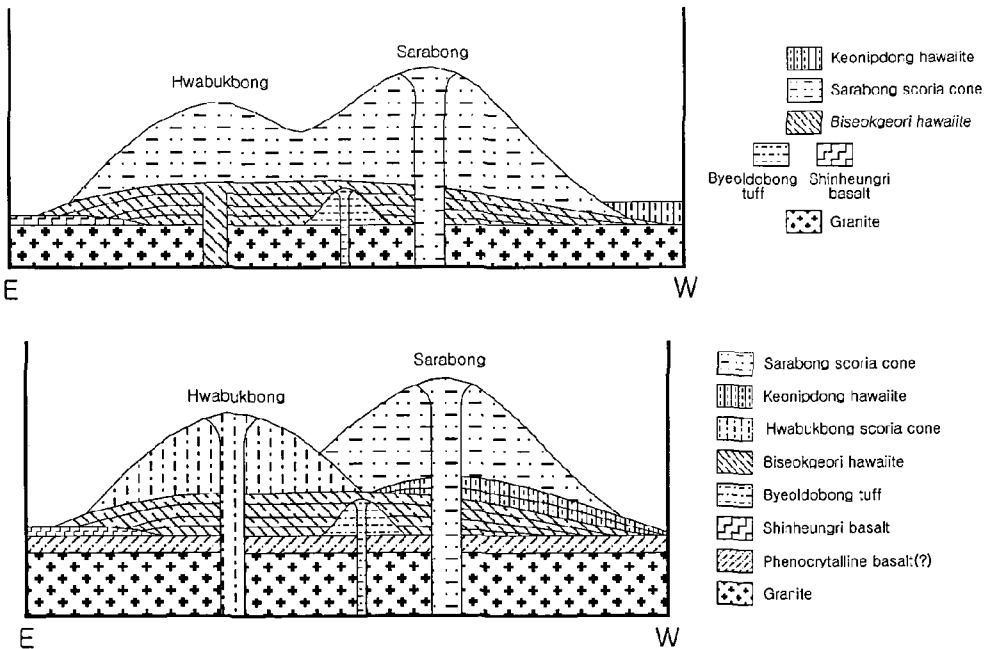 Hwabukbong
Sarabong
E
W
Keonipdong hawaiite
Sarabong scoria cone
Biseokgeori hawaiite
Byeoldobong
tuff
Shinheungri
basalt
Granite
Hwabukbong
Sarabong
E
W
Sarabong scoria cone
Keonipdong hawaiite
Hwabukbong scoria cone
Biseokgeori hawaiite
Byeoldobong tuff
Shinheungri basalt
Phenocrytalline basalt(?)
Granite